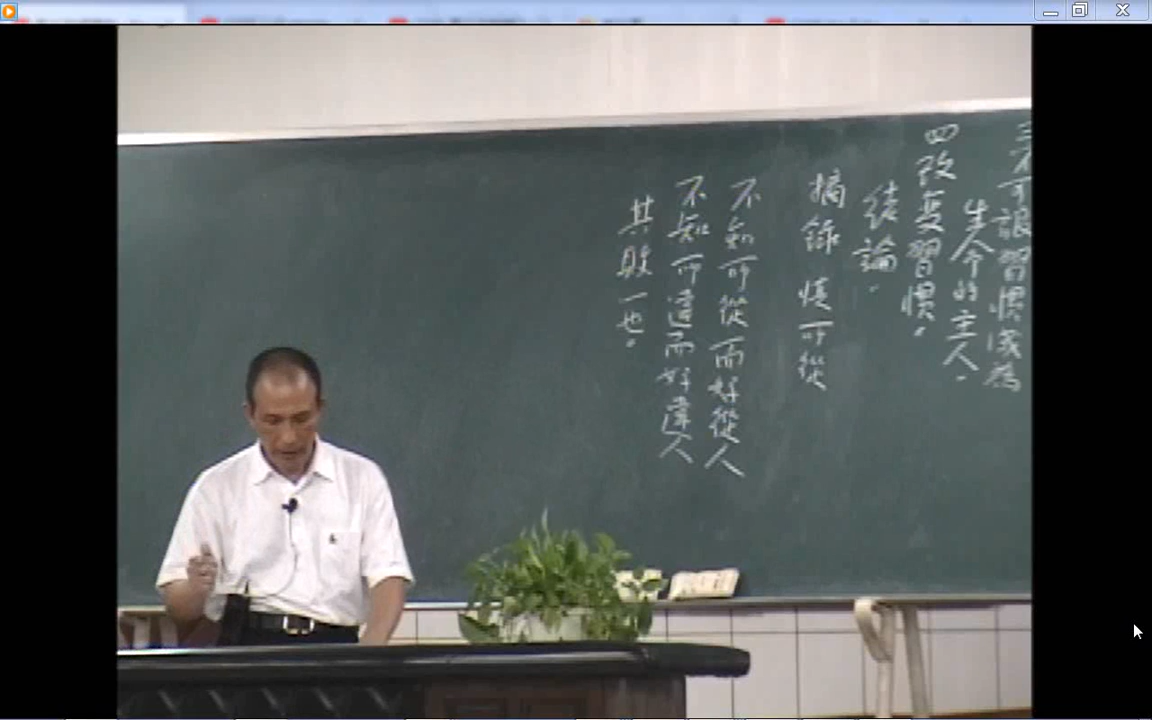 三不可讓習慣成為
生命的主人。
四改變習慣。
結論。
摘錄 慎所從
不知所從而好從人
不知所違而好違人
其敗一也。